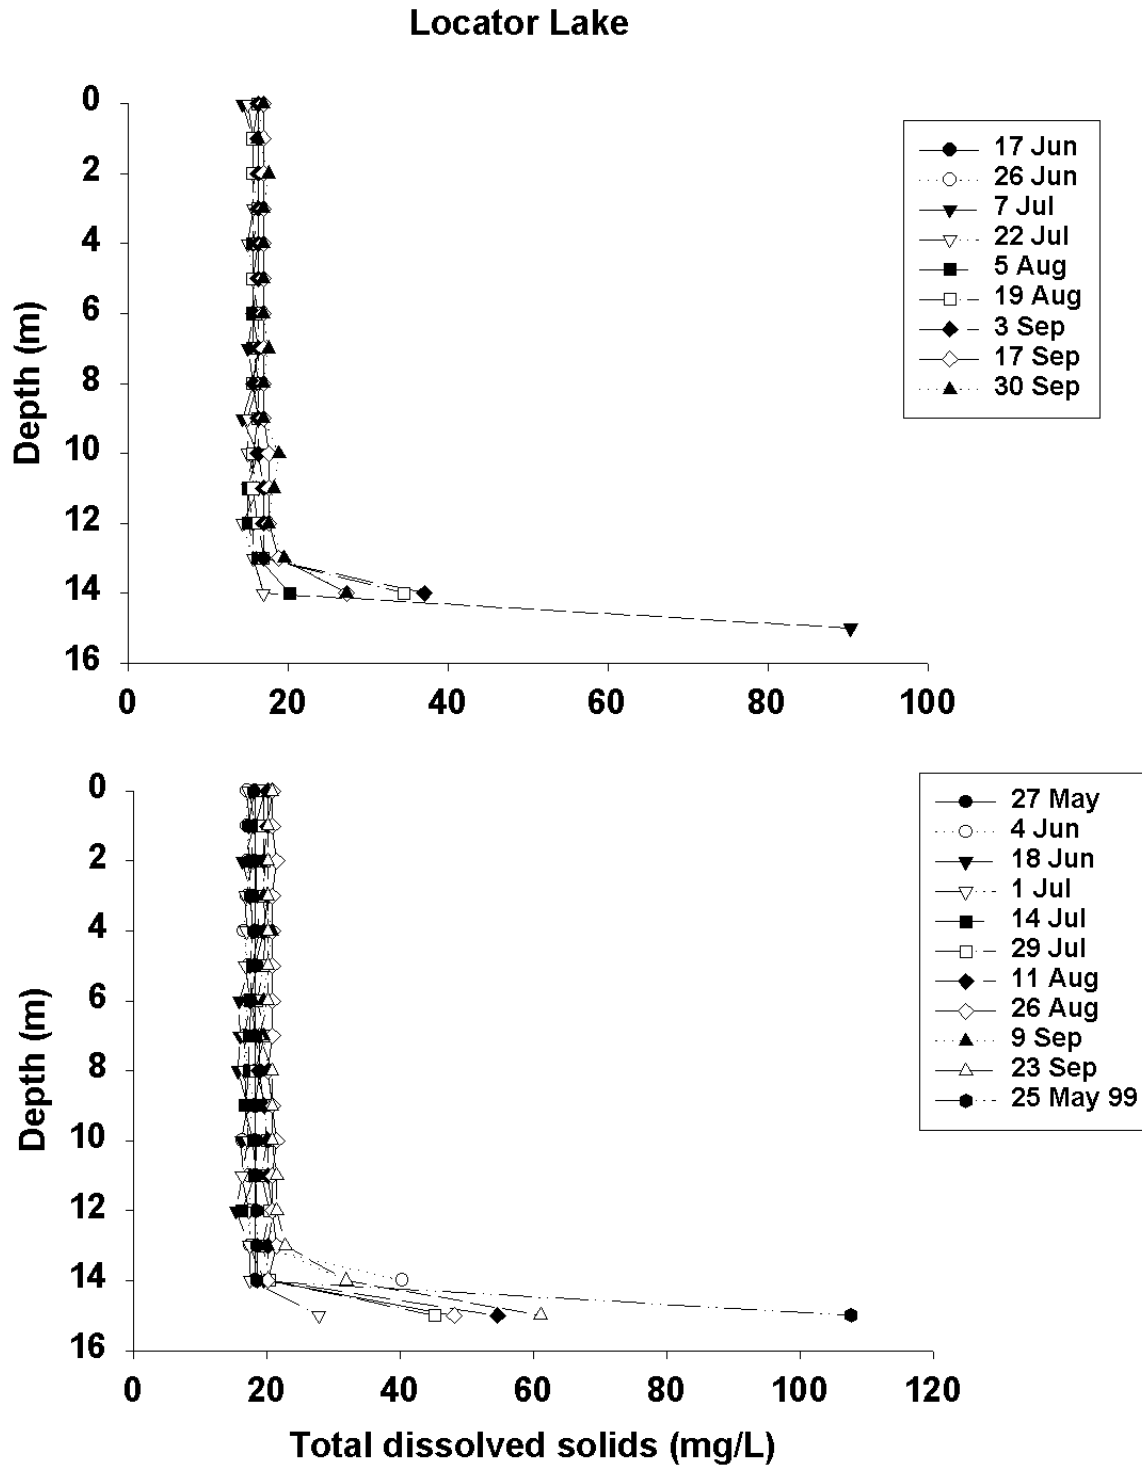 Locator Lake
0
2
4
6
8
10
12
14
16
Depth (m)
0 20 40 60 80 100
17 Jun
26 Jun
7 Jul
22 Jul
5 Aug
19 Aug
3 Sep
17 Sep
30 Sep
0
2
4
6
8
10
12
14
16
Depth (m)
0 20 40 60 80 100 120
Total dissolved solids (mg/L)
27 May
4 Jun
18 Jun
1 Jul
14 Jul
29 Jul
11 Aug
26 Aug
9 Sep
23 Sep
25 May 99